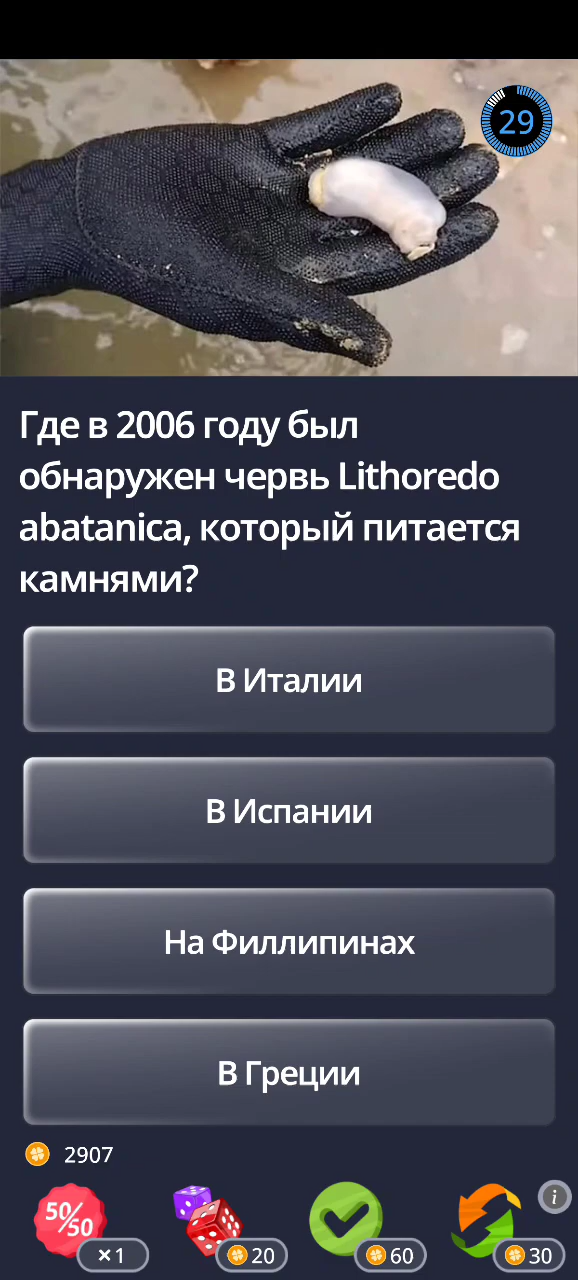 29
Где в 2006 году был
обнаружен червь Lithoredo
abatanica, который питается
камнями?
В Италии
В Испании
На Филлипинах
В Греции
2907
50/50
×1
20
60
30
i